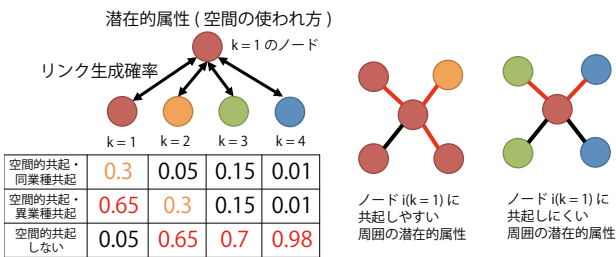 潜在的属性 ( 空間の使われ方 )
k = 1 のノード
リンク生成確率
k = 1 k = 2 k = 3 k = 4
空間的共起・
同業種共起 0.3 0.05 0.15 0.01
空間的共起・
異業種共起 0.65 0.3 0.15 0.01
空間的共起
しない 0.05 0.65 0.7 0.98
ノード i(k = 1) に
共起しやすい
周囲の潜在的属性
ノード i(k = 1) に
共起しにくい
周囲の潜在的属性